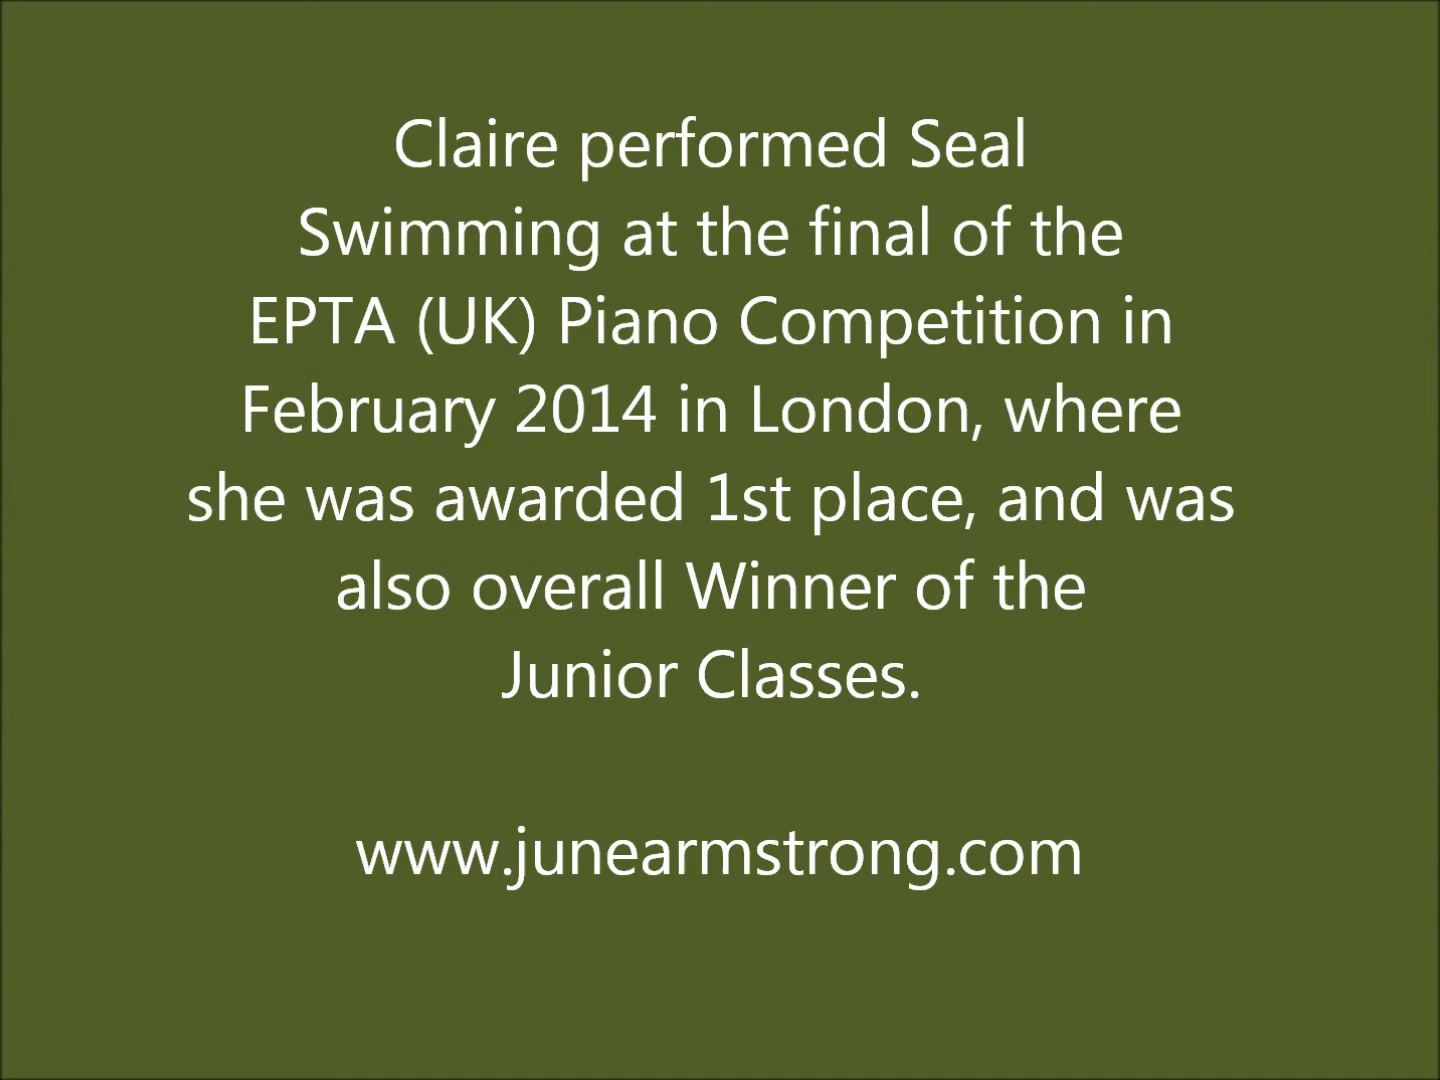 Claire performed Seal
Swimming at the final of the
EPTA (UK) Piano Competition in
February 2014 in London, where
she was awarded 1st place, and was
also overall Winner of the
Junior Classes.
www.junearmstrong.com